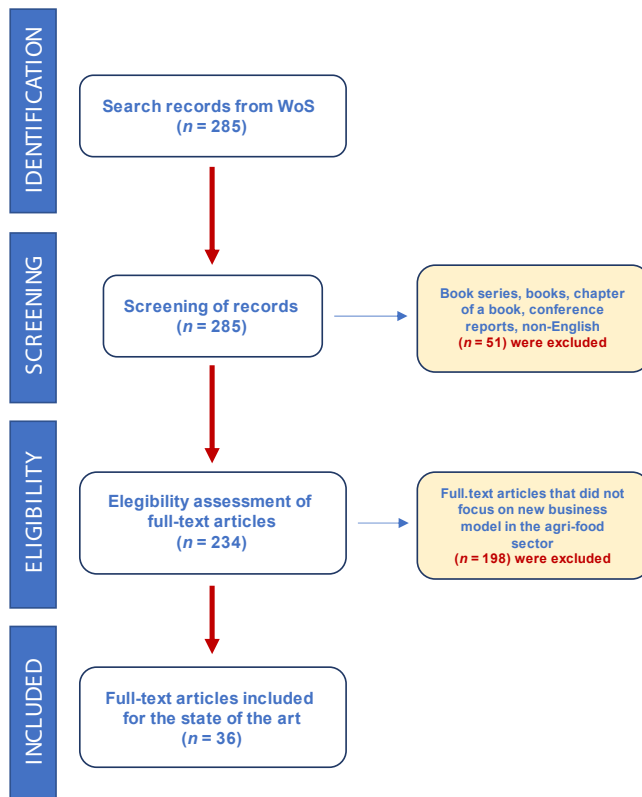 IDENTIFICATION
Search records from WoS
(n = 285)
SCREENING
Screening of records
(n = 285)
Book series, books, chapter
of a book, conference
reports, non-English
(n = 51) were excluded
ELIGIBILITY
Elegibility assessment of
full-text articles
(n = 234)
Full.text articles that did not
focus on new business
model in the agri-food
sector
(n = 198) were excluded
INCLUDED
Full-text articles included
for the state of the art
(n = 36)